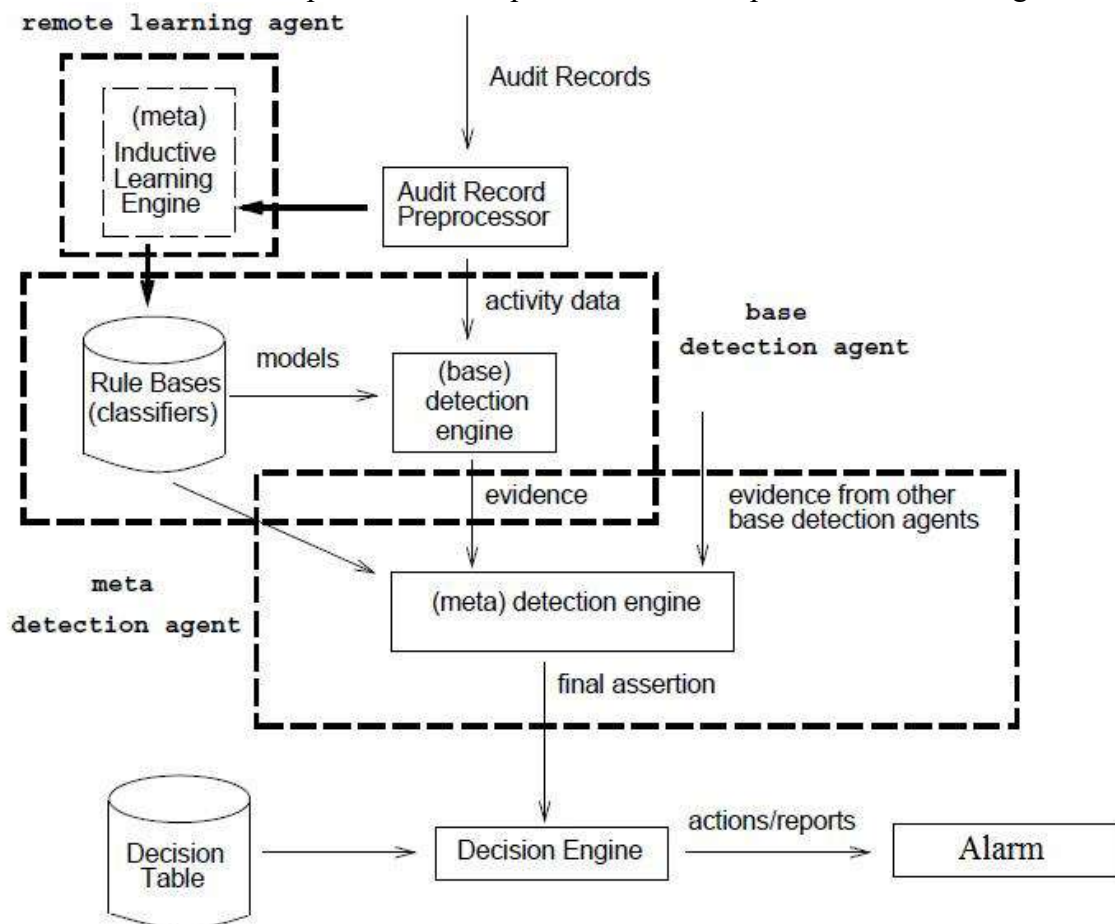 remote learning agent
Audit Records
(meta)
Inductive
Learning
Engine
Audit Record
Preprocessor
activity data
base
detection agent
models
Rule Bases
(classifiers)
(base)
detection
engine
evidence
evidence from other
base detection agents
meta
detection agent
(meta) detection engine
final assertion
Decision
Table
Decision Engine
actions/reports
Alarm